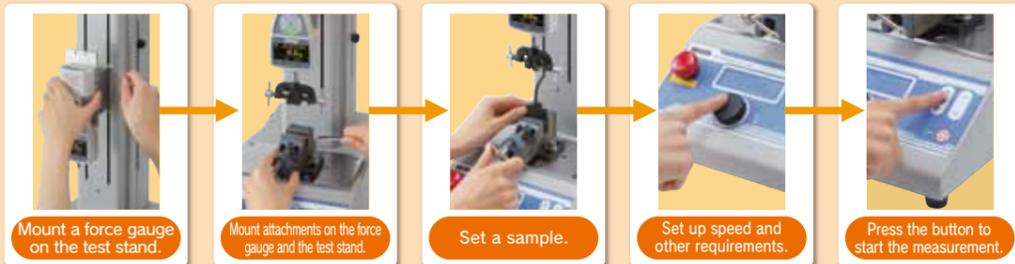 Mount a force gauge
on the test stand.
Mount attachments on the force
gauge and the test stand.
Set a sample.
Set up speed and
other requirements.
Press the button to
start the measurement.